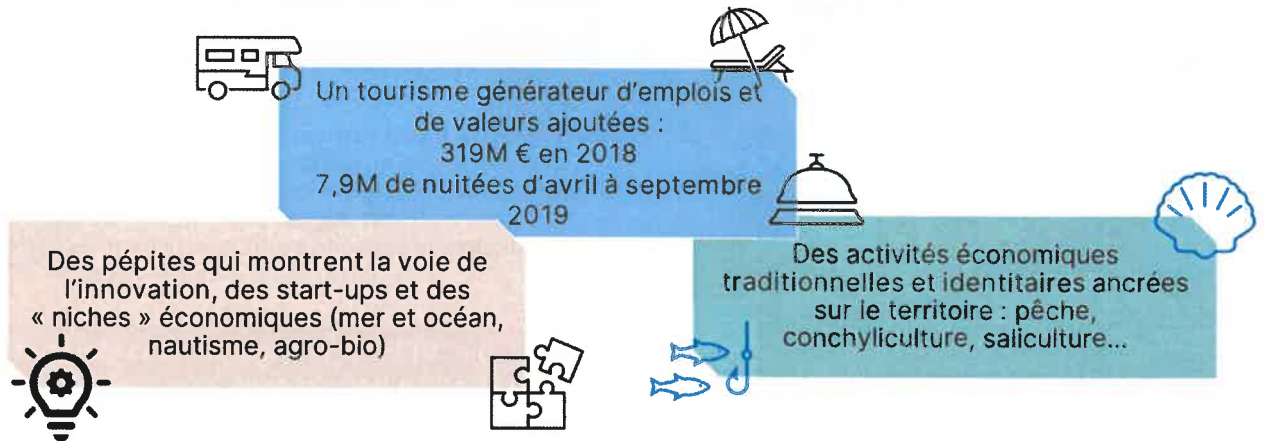 Un tourisme générateur d'emplois et
de valeurs ajoutées :
319M € en 2018
7,9M de nuitées d'avril à septembre
2019
Des pépites qui montrent la voie de
l'innovation, des start-ups et des
« niches » économiques (mer et océan,
nautisme, agro-bio)
Des activités économiques
traditionnelles et identitaires ancrées
sur le territoire : pêche,
conchyliculture, saliculture...